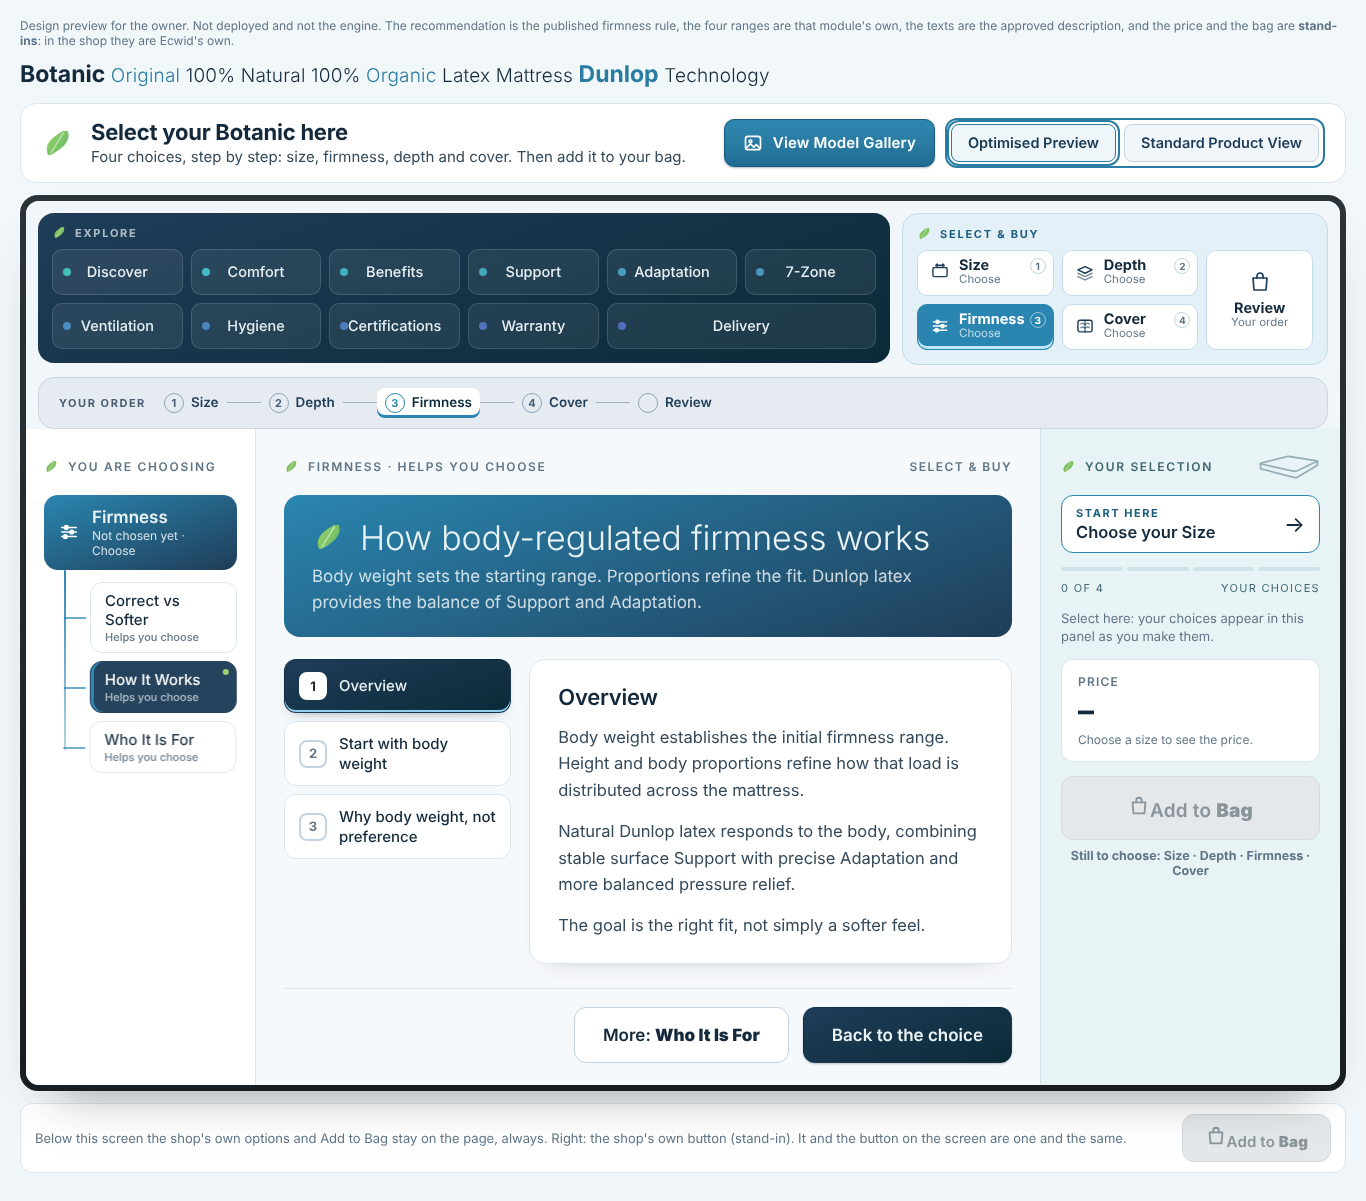 Design preview for the owner. Not deployed and not the engine. The recommendation is the published firmness rule, the four ranges are that module's own, the texts are the approved description, and the price and the bag are stand-
ins: in the shop they are Ecwid's own.
Botanic Original 100% Natural 100% Organic Latex Mattress Dunlop Technology
Select your Botanic here
Four choices, step by step: size, firmness, depth and cover. Then add it to your bag.
View Model Gallery
Optimised Preview
Standard Product View
EXPLORE
Discover
Comfort
Benefits
Support
Adaptation
7-Zone
Ventilation
Hygiene
Certifications
Warranty
Delivery
SELECT & BUY
Size
Choose
1
Depth
Choose
2
Firmness
Choose
3
Cover
Choose
4
Review
Your order
YOUR ORDER
1 Size
2 Depth
3 Firmness
4 Cover
Review
YOU ARE CHOOSING
Firmness
Not chosen yet ·
Choose
Correct vs
Softer
Helps you choose
How It Works
Helps you choose
Who It Is For
Helps you choose
FIRMNESS · HELPS YOU CHOOSE
SELECT & BUY
How body-regulated firmness works
Body weight sets the starting range. Proportions refine the fit. Dunlop latex
provides the balance of Support and Adaptation.
1 Overview
2 Start with body
weight
3 Why body weight, not
preference
Overview
Body weight establishes the initial firmness range.
Height and body proportions refine how that load is
distributed across the mattress.
Natural Dunlop latex responds to the body, combining
stable surface Support with precise Adaptation and
more balanced pressure relief.
The goal is the right fit, not simply a softer feel.
More: Who It Is For
Back to the choice
YOUR SELECTION
START HERE
Choose your Size
0 OF 4
YOUR CHOICES
Select here: your choices appear in this
panel as you make them.
PRICE
–
Choose a size to see the price.
Add to Bag
Still to choose: Size · Depth · Firmness ·
Cover
Below this screen the shop's own options and Add to Bag stay on the page, always. Right: the shop's own button (stand-in). It and the button on the screen are one and the same.
Add to Bag